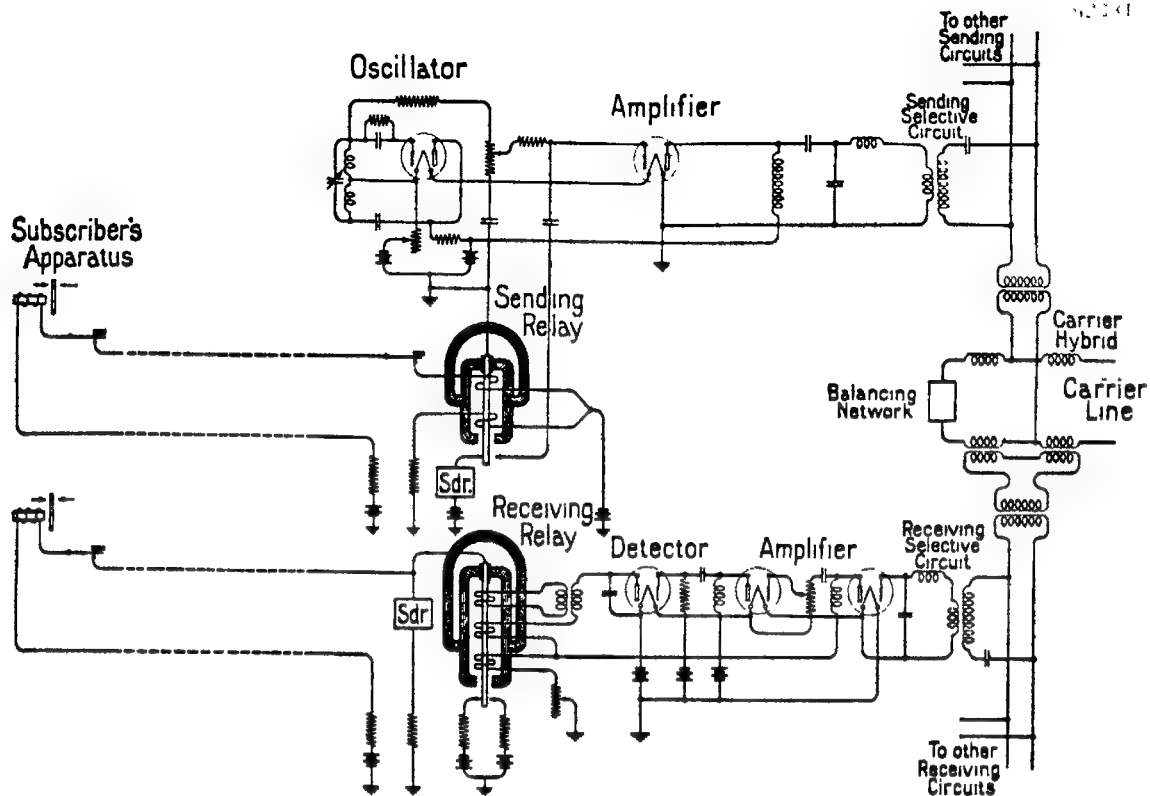 To other
Sending
Circuits
Oscillator
Amplifier
Sending
Selective
Circuit
Subscriber's
Apparatus
Sending
Relay
Carrier
Hybrid
Balancing
Network
Carrier
Line
Sdr.
Receiving
Relay
Detector
Amplifier
Receiving
Selective
Circuit
Sdr
To other
Receiving
Circuits